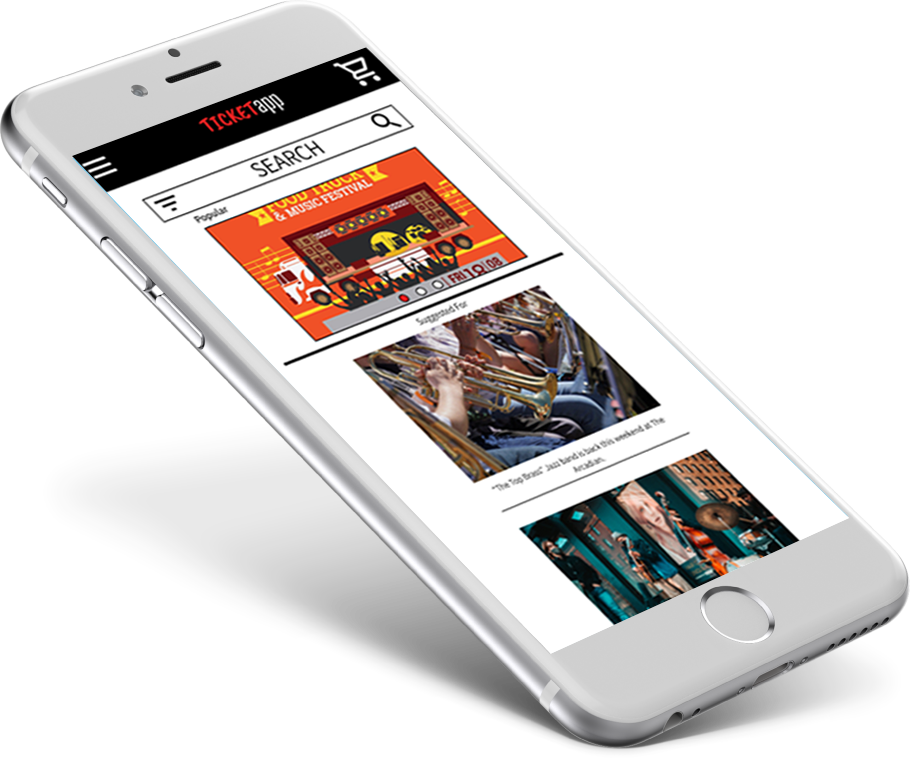 TICKETapp
SEARCH
Popular
FOOD TRUCK
& MUSIC FESTIVAL
FRI 18 08
Suggested For
"The Top Brass" Jazz band is back this weekend at The
Arcadian.